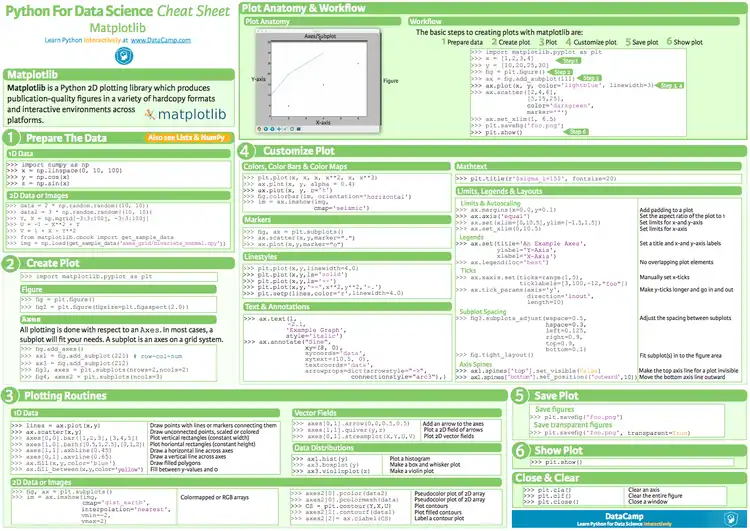 Python For Data Science Cheat Sheet
Matplotlib
Learn Python Interactively at www.DataCamp.com
Matplotlib
Matplotlib is a Python 2D plotting library which produces
publication-quality figures in a variety of hardcopy formats
and interactive environments across
platforms.
matplotlib
1 Prepare The Data
Also see Lists & NumPy
1D Data
>>> import numpy as np
>>> x = np.linspace(0, 10, 100)
>>> y = np.cos(x)
>>> z = np.sin(x)
2D Data or Images
>>> data = 2 * np.random.random((10, 10))
>>> data2 = 3 * np.random.random((10, 10))
>>> Y, X = np.mgrid[-3:3:100j, -3:3:100j]
>>> U = -1 - X**2 + Y
>>> V = 1 + X - Y**2
>>> from matplotlib.cbook import get_sample_data
>>> img = np.load(get_sample_data('axes_grid/bivariate_normal.npy'))
2 Create Plot
>>> import matplotlib.pyplot as plt
Figure
>>> fig = plt.figure()
>>> fig2 = plt.figure(figsize=plt.figaspect(2.0))
Axes
All plotting is done with respect to an Axes. In most cases, a
subplot will fit your needs. A subplot is an axes on a grid system.
>>> fig.add_axes()
>>> ax1 = fig.add_subplot(221) # row-col-num
>>> ax3 = fig.add_subplot(212)
>>> fig3, axes = plt.subplots(nrows=2,ncols=2)
>>> fig4, axes2 = plt.subplots(ncols=3)
Plot Anatomy & Workflow
Plot Anatomy
Axes/Subplot
Y-axis
Figure
X-axis
Workflow
The basic steps to creating plots with matplotlib are:
1 Prepare data 2 Create plot 3 Plot 4 Customize plot 5 Save plot 6 Show plot
>>> import matplotlib.pyplot as plt
>>> x = [1,2,3,4] Step 1
>>> y = [10,20,25,30]
>>> fig = plt.figure() Step 2
>>> ax = fig.add_subplot(111) Step 3
>>> ax.plot(x, y, color='lightblue', linewidth=3) Step 3, 4
>>> ax.scatter([2,4,6],
[5,15,25],
color='darkgreen',
marker='^')
>>> ax.set_xlim(1, 6.5)
>>> plt.savefig('foo.png')
>>> plt.show() Step 6
4 Customize Plot
Colors, Color Bars & Color Maps
>>> plt.plot(x, x, x, x**2, x, x**3)
>>> ax.plot(x, y, alpha = 0.4)
>>> ax.plot(x, y, c='k')
>>> fig.colorbar(im, orientation='horizontal')
>>> im = ax.imshow(img,
cmap='seismic')
Markers
>>> fig, ax = plt.subplots()
>>> ax.scatter(x,y,marker=".")
>>> ax.plot(x,y,marker="o")
Linestyles
>>> plt.plot(x,y,linewidth=4.0)
>>> plt.plot(x,y,ls='solid')
>>> plt.plot(x,y,ls='--')
>>> plt.plot(x,y,'--',x**2,y**2,'-.')
>>> plt.setp(lines,color='r',linewidth=4.0)
Text & Annotations
>>> ax.text(1,
-2.1,
'Example Graph',
style='italic')
>>> ax.annotate("Sine",
xy=(8, 0),
xycoords='data',
xytext=(10.5, 0),
textcoords='data',
arrowprops=dict(arrowstyle="->",
connectionstyle="arc3"),)
Mathtext
>>> plt.title(r'$sigma_i=15$', fontsize=20)
Limits, Legends & Layouts
Limits & Autoscaling
>>> ax.margins(x=0.0,y=0.1) Add padding to a plot
>>> ax.axis('equal') Set the aspect ratio of the plot to 1
>>> ax.set(xlim=[0,10.5],ylim=[-1.5,1.5]) Set limits for x-and y-axis
>>> ax.set_xlim(0,10.5) Set limits for x-axis
Legends
>>> ax.set(title='An Example Axes', Set a title and x-and y-axis labels
ylabel='Y-Axis',
xlabel='X-Axis')
>>> ax.legend(loc='best') No overlapping plot elements
Ticks
>>> ax.xaxis.set(ticks=range(1,5), Manually set x-ticks
ticklabels=[3,100,-12,"foo"])
>>> ax.tick_params(axis='y', Make y-ticks longer and go in and out
direction='inout',
length=10)
Subplot Spacing
>>> fig3.subplots_adjust(wspace=0.5, Adjust the spacing between subplots
hspace=0.3,
left=0.125,
right=0.9,
top=0.9,
bottom=0.1)
>>> fig.tight_layout() Fit subplot(s) in to the figure area
Axis Spines
>>> ax1.spines['top'].set_visible(False) Make the top axis line for a plot invisible
>>> ax1.spines['bottom'].set_position(('outward',10)) Move the bottom axis line outward
3 Plotting Routines
1D Data
>>> lines = ax.plot(x,y) Draw points with lines or markers connecting them
>>> ax.scatter(x,y) Draw unconnected points, scaled or colored
>>> axes[0,0].bar([1,2,3],[3,4,5]) Plot vertical rectangles (constant width)
>>> axes[1,0].barh([0.5,1,2.5],[0,1,2]) Plot horiontal rectangles (constant height)
>>> axes[1,1].axhline(0.45) Draw a horizontal line across axes
>>> axes[0,1].axvline(0.65) Draw a vertical line across axes
>>> ax.fill(x,y,color='blue') Draw filled polygons
>>> ax.fill_between(x,y,color='yellow') Fill between y-values and 0
2D Data or Images
>>> fig, ax = plt.subplots()
>>> im = ax.imshow(img, Colormapped or RGB arrays
cmap='gist_earth',
interpolation='nearest',
vmin=-2,
vmax=2)
Vector Fields
>>> axes[0,1].arrow(0,0,0.5,0.5) Add an arrow to the axes
>>> axes[1,1].quiver(y,z) Plot a 2D field of arrows
>>> axes[0,1].streamplot(X,Y,U,V) Plot 2D vector fields
Data Distributions
>>> ax1.hist(y) Plot a histogram
>>> ax3.boxplot(y) Make a box and whisker plot
>>> ax3.violinplot(z) Make a violin plot
>>> axes2[0].pcolor(data2) Pseudocolor plot of 2D array
>>> axes2[0].pcolormesh(data) Pseudocolor plot of 2D array
>>> CS = plt.contour(Y,X,U) Plot contours
>>> axes2[2].contourf(data1) Plot filled contours
>>> axes2[2]= ax.clabel(CS) Label a contour plot
5 Save Plot
Save figures
>>> plt.savefig('foo.png')
Save transparent figures
>>> plt.savefig('foo.png', transparent=True)
6 Show Plot
>>> plt.show()
Close & Clear
>>> plt.cla() Clear an axis
>>> plt.clf() Clear the entire figure
>>> plt.close() Close a window
DataCamp
Learn Python for Data Science Interactively